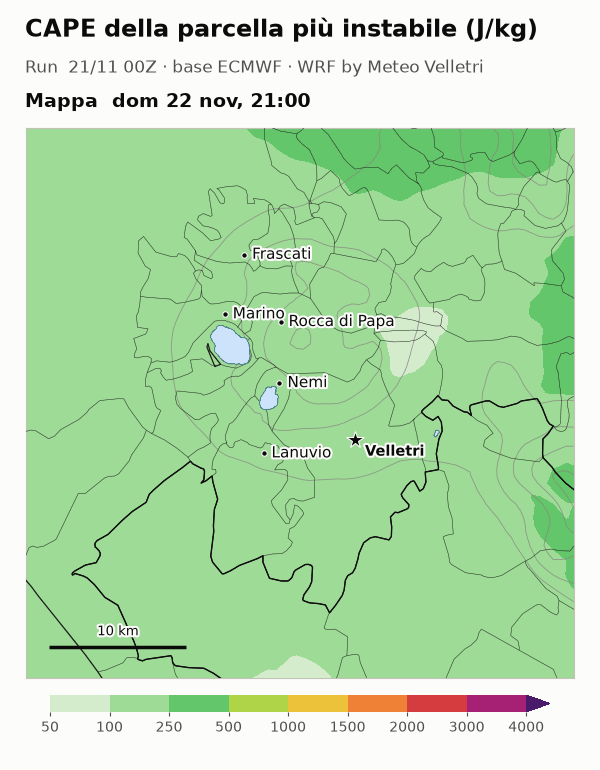 CAPE della parcella più instabile (J/kg)
Run  21/11 00Z · base ECMWF · WRF by Meteo Velletri
Mappa  dom 22 nov, 21:00
Frascati
Marino
Rocca di Papa
Nemi
Velletri
Lanuvio
10 km
50 100 250 500 1000 1500 2000 3000 4000